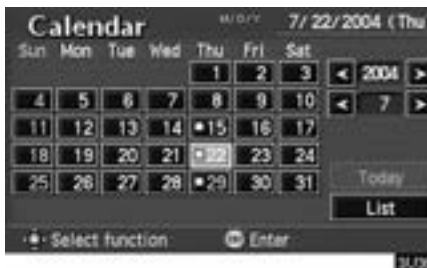 Calendar M/D/Y 7/22/2004 (Thu
Sun Mon Tue Wed Thu Fri Sat
1 2 3 2004
4 5 6 7 8 9 10 7
11 12 13 14 15 16 17
18 19 20 21 22 23 24
25 26 27 28 29 30 31 Today
List
Select function Enter